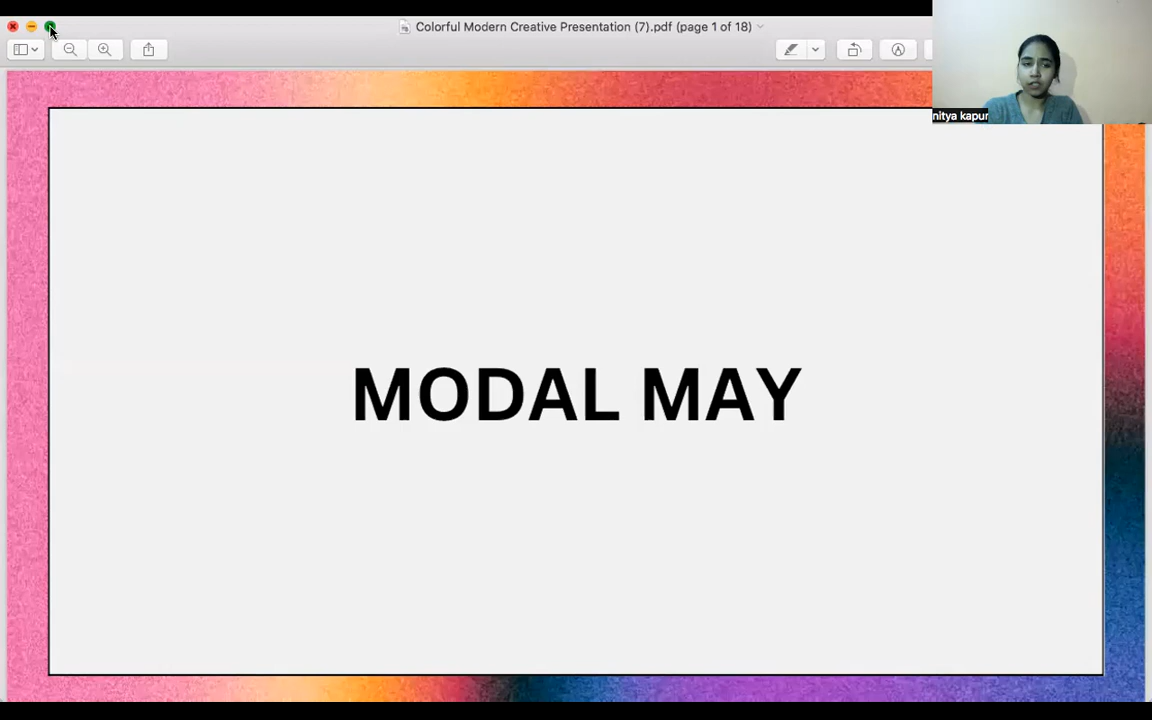 Colorful Modern Creative Presentation (7).pdf (page 1 of 18)
nitya kapur
MODAL MAY